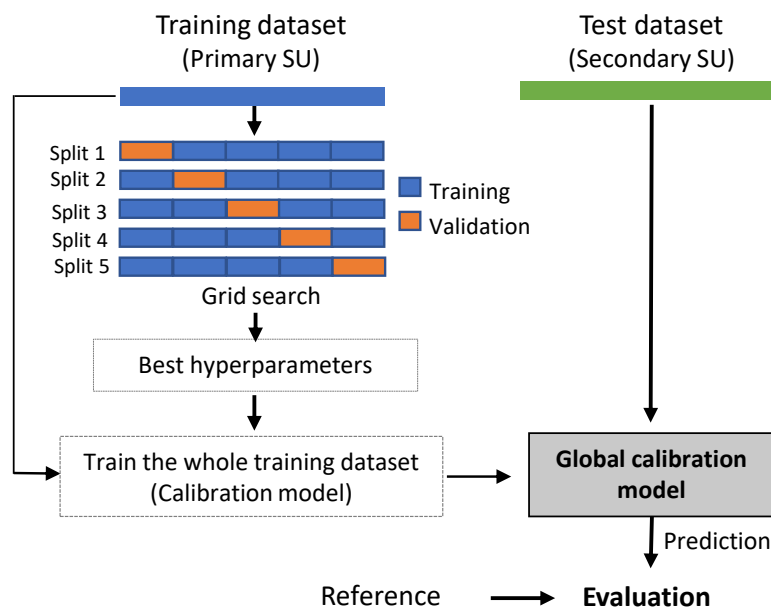 Training dataset
(Primary SU)
Test dataset
(Secondary SU)
Split 1
Split 2
Split 3
Split 4
Split 5
Training
Validation
Grid search
Best hyperparameters
Train the whole training dataset
(Calibration model)
Global calibration
model
Prediction
Reference
Evaluation